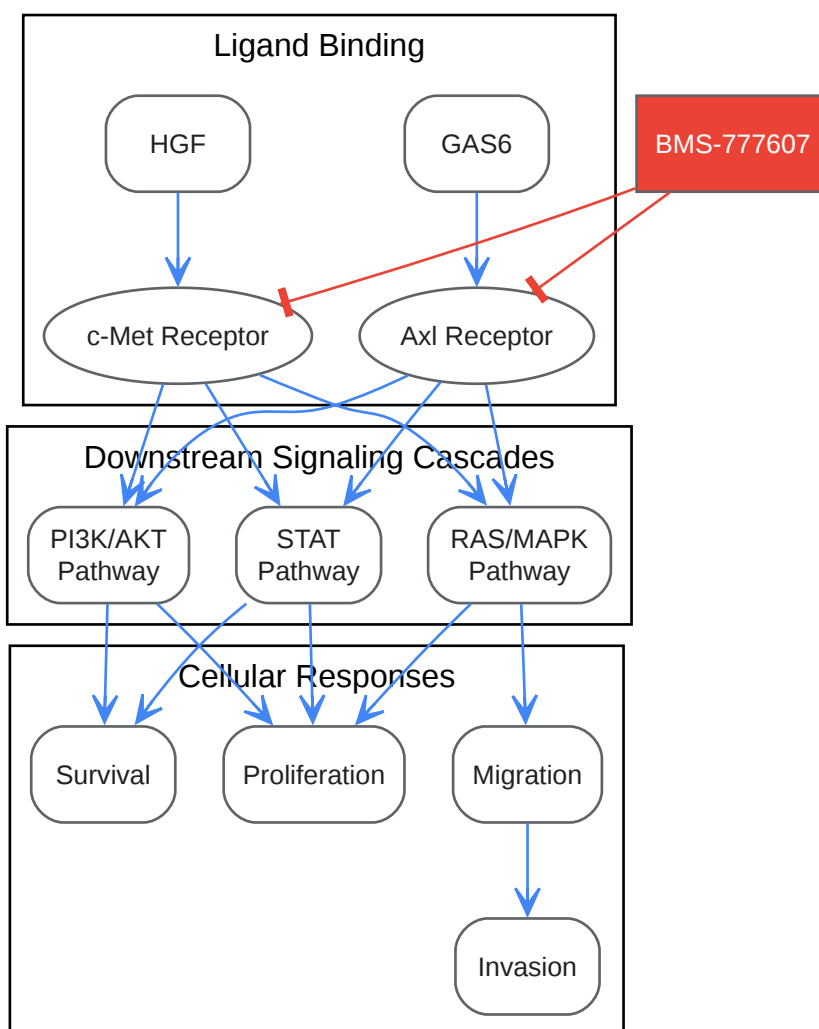 Ligand Binding
HGF
GAS6
BMS-777607
c-Met Receptor
Axl Receptor
Downstream Signaling Cascades
PI3K/AKT
Pathway
STAT
Pathway
RAS/MAPK
Pathway
Cellular Responses
Survival
Proliferation
Migration
Invasion